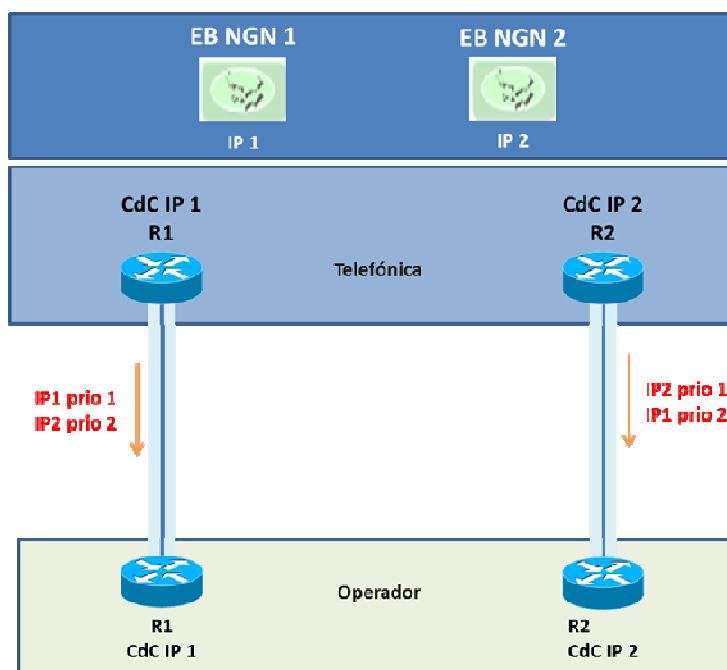 EB NGN 1
EB NGN 2
IP 1
IP 2
CdC IP 1
R1
CdC IP 2
R2
Telefónica
IP1 prio 1
IP2 prio 2
IP2 prio 1
IP1 prio 2
Operador
R1
CdC IP 1
R2
CdC IP 2